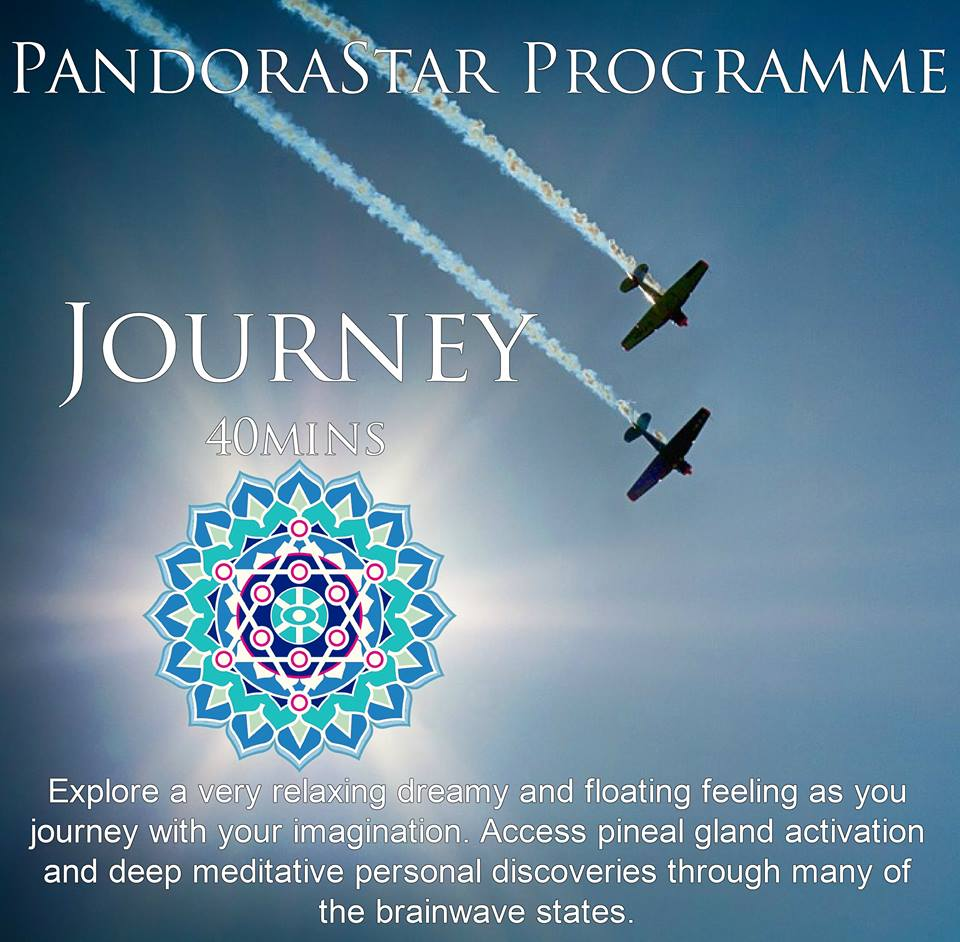 PandoraStar Programme
Journey
40mins
Explore a very relaxing dreamy and floating feeling as you
journey with your imagination. Access pineal gland activation
and deep meditative personal discoveries through many of
the brainwave states.